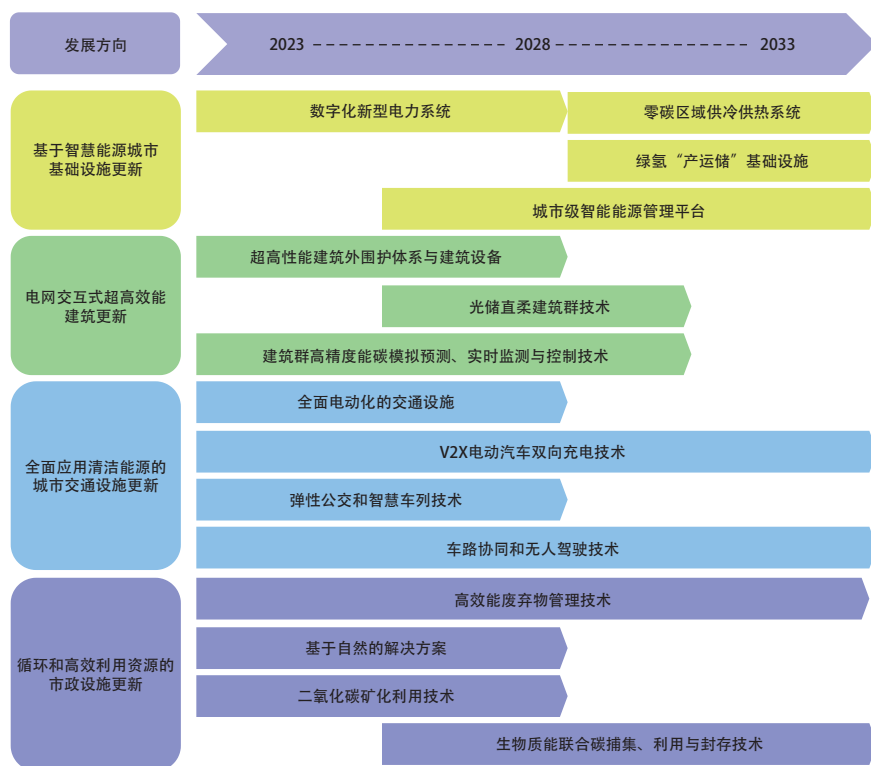 发展方向
2023 2028 2033
基于智慧能源城市
基础设施更新
数字化新型电力系统
零碳区域供冷供热系统
绿氢“产运储”基础设施
城市级智能能源管理平台
电网交互式超高效能
建筑更新
超高性能建筑外围护体系与建筑设备
光储直柔建筑群技术
建筑群高精度能碳模拟预测、实时监测与控制技术
全面应用清洁能源的
城市交通设施更新
全面电动化的交通设施
V2X电动汽车双向充电技术
弹性公交和智慧车列技术
车路协同和无人驾驶技术
循环和高效利用资源的
市政设施更新
高效能废弃物管理技术
基于自然的解决方案
二氧化碳矿化利用技术
生物质能联合碳捕集、利用与封存技术